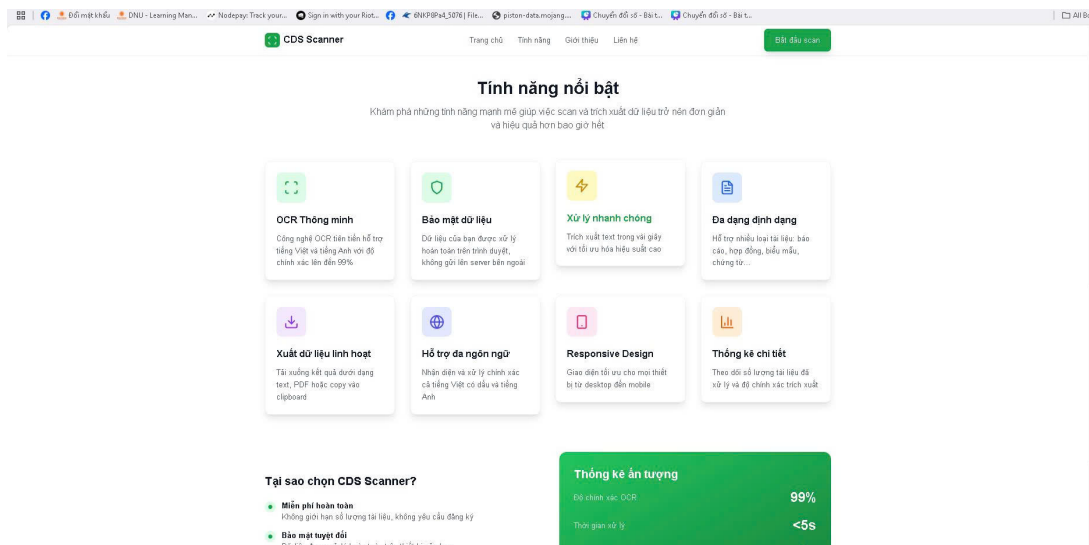 Đổi mật khẩu
DNU - Learning Man...
Nodepay: Track your...
Sign in with your Riot...
6NKP8Pa4_5076 | File...
piston-data.mojang....
Chuyển đổi số - Bài t...
Chuyển đổi số - Bài t...
CDS Scanner
Trang chủ
Tính năng
Giới thiệu
Liên hệ
Bắt đầu scan
Tính năng nổi bật
Khám phá những tính năng mạnh mẽ giúp việc scan và trích xuất dữ liệu trở nên đơn giản
và hiệu quả hơn bao giờ hết
OCR Thông minh
Công nghệ OCR tiên tiến hỗ trợ
tiếng Việt và tiếng Anh với độ
chính xác lên đến 99%
Bảo mật dữ liệu
Dữ liệu của bạn được xử lý
hoàn toàn trên trình duyệt,
không gửi lên server bên ngoài
Xử lý nhanh chóng
Trích xuất text trong vài giây
với tối ưu hóa hiệu suất cao
Đa dạng định dạng
Hỗ trợ nhiều loại tài liệu: báo
cáo, hợp đồng, biểu mẫu,
chứng từ...
Xuất dữ liệu linh hoạt
Tải xuống kết quả dưới dạng
text, PDF hoặc copy vào
clipboard
Hỗ trợ đa ngôn ngữ
Nhận diện và xử lý chính xác
cả tiếng Việt có dấu và tiếng
Anh
Responsive Design
Giao diện tối ưu cho mọi thiết
bị từ desktop đến mobile
Thống kê chi tiết
Theo dõi số lượng tài liệu đã
xử lý và độ chính xác trích xuất
Tại sao chọn CDS Scanner?
Miễn phí hoàn toàn
Không giới hạn số lượng tài liệu, không yêu cầu đăng ký
Bảo mật tuyệt đối
Thống kê ấn tượng
Độ chính xác OCR
99%
Thời gian xử lý
<5s